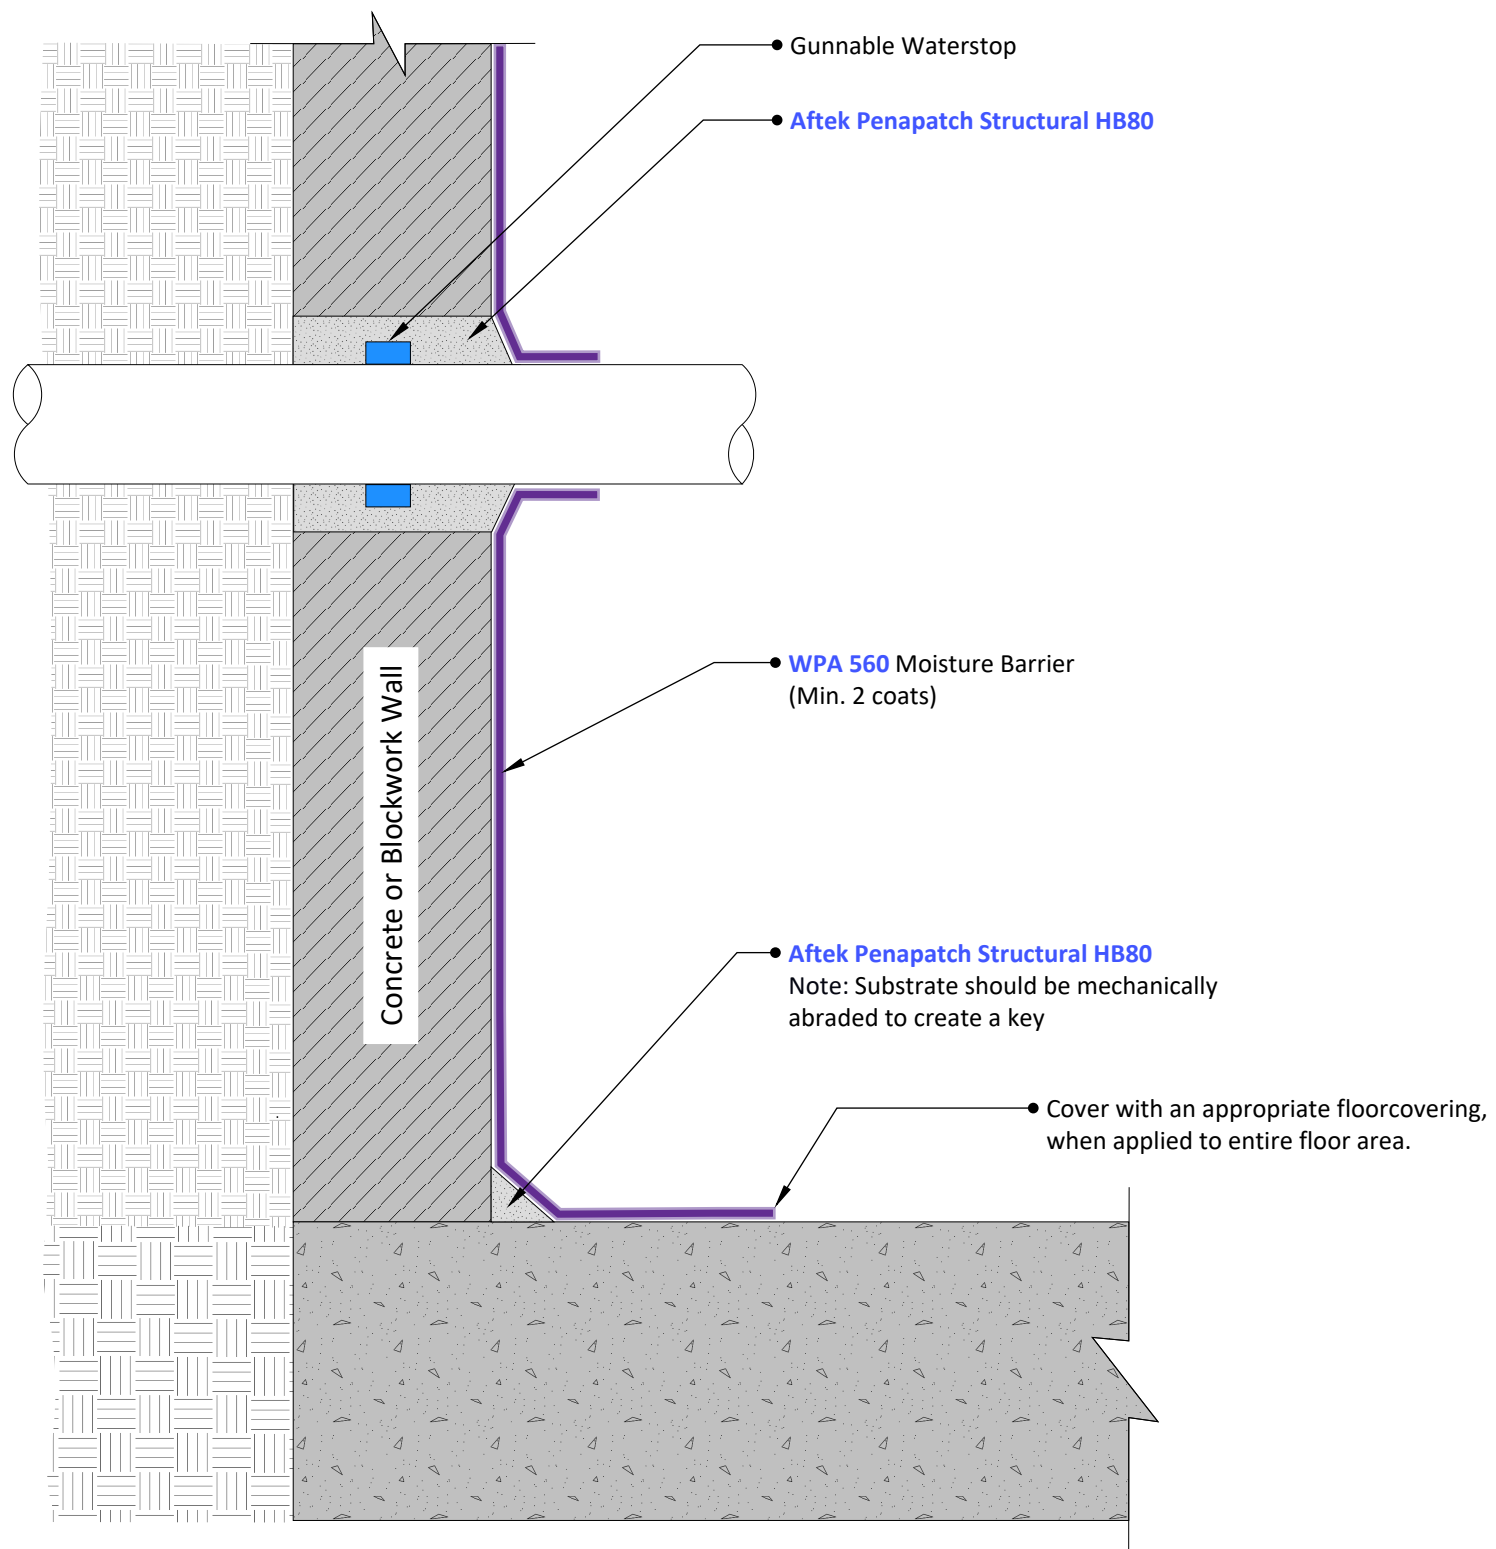 Gunnable Waterstop
Aftek Penapatch Structural HB80
WPA 560 Moisture Barrier
(Min. 2 coats)
Concrete or Blockwork Wall
Aftek Penapatch Structural HB80
Note: Substrate should be mechanically
abraded to create a key
Cover with an appropriate floorcovering,
when applied to entire floor area.